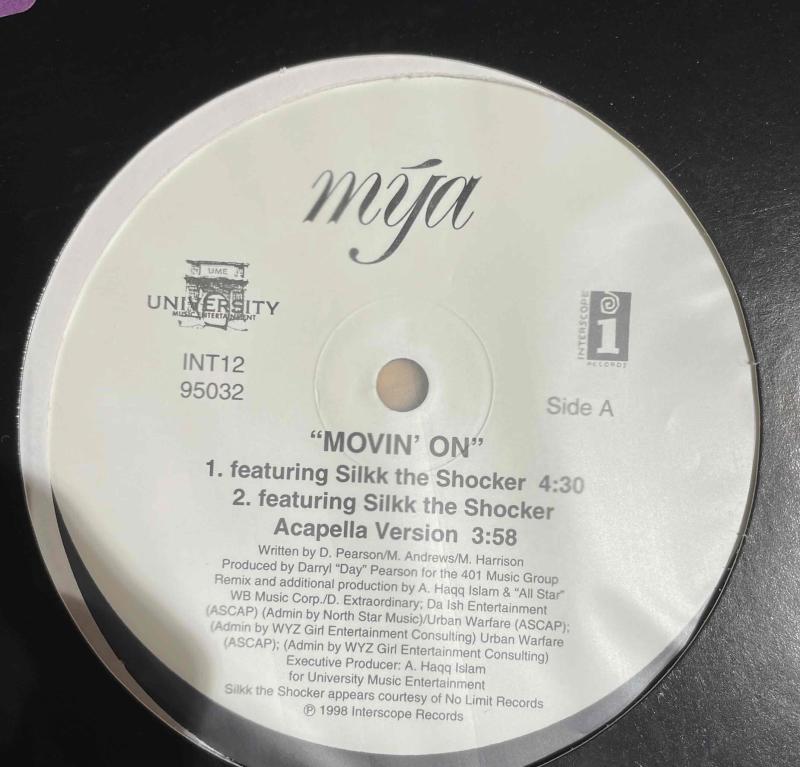 mýa
UME
UNIVERSITY
MUSIC ENTERTAINMENT
INTERSCOPE
RECORDS
INT12
95032
Side A
“MOVIN’ ON”
1. featuring Silkk the Shocker 4:30
2. featuring Silkk the Shocker
Acapella Version 3:58
Written by D. Pearson/M. Andrews/M. Harrison
Produced by Darryl “Day” Pearson for the 401 Music Group
Remix and additional production by A. Haqq Islam & “All Star”
WB Music Corp./D. Extraordinary; Da Ish Entertainment
(ASCAP) (Admin by North Star Music)/Urban Warfare (ASCAP);
(Admin by WYZ Girl Entertainment Consulting) Urban Warfare
(ASCAP); (Admin by WYZ Girl Entertainment Consulting)
Executive Producer: A. Haqq Islam
for University Music Entertainment
Silkk the Shocker appears courtesy of No Limit Records
℗ 1998 Interscope Records